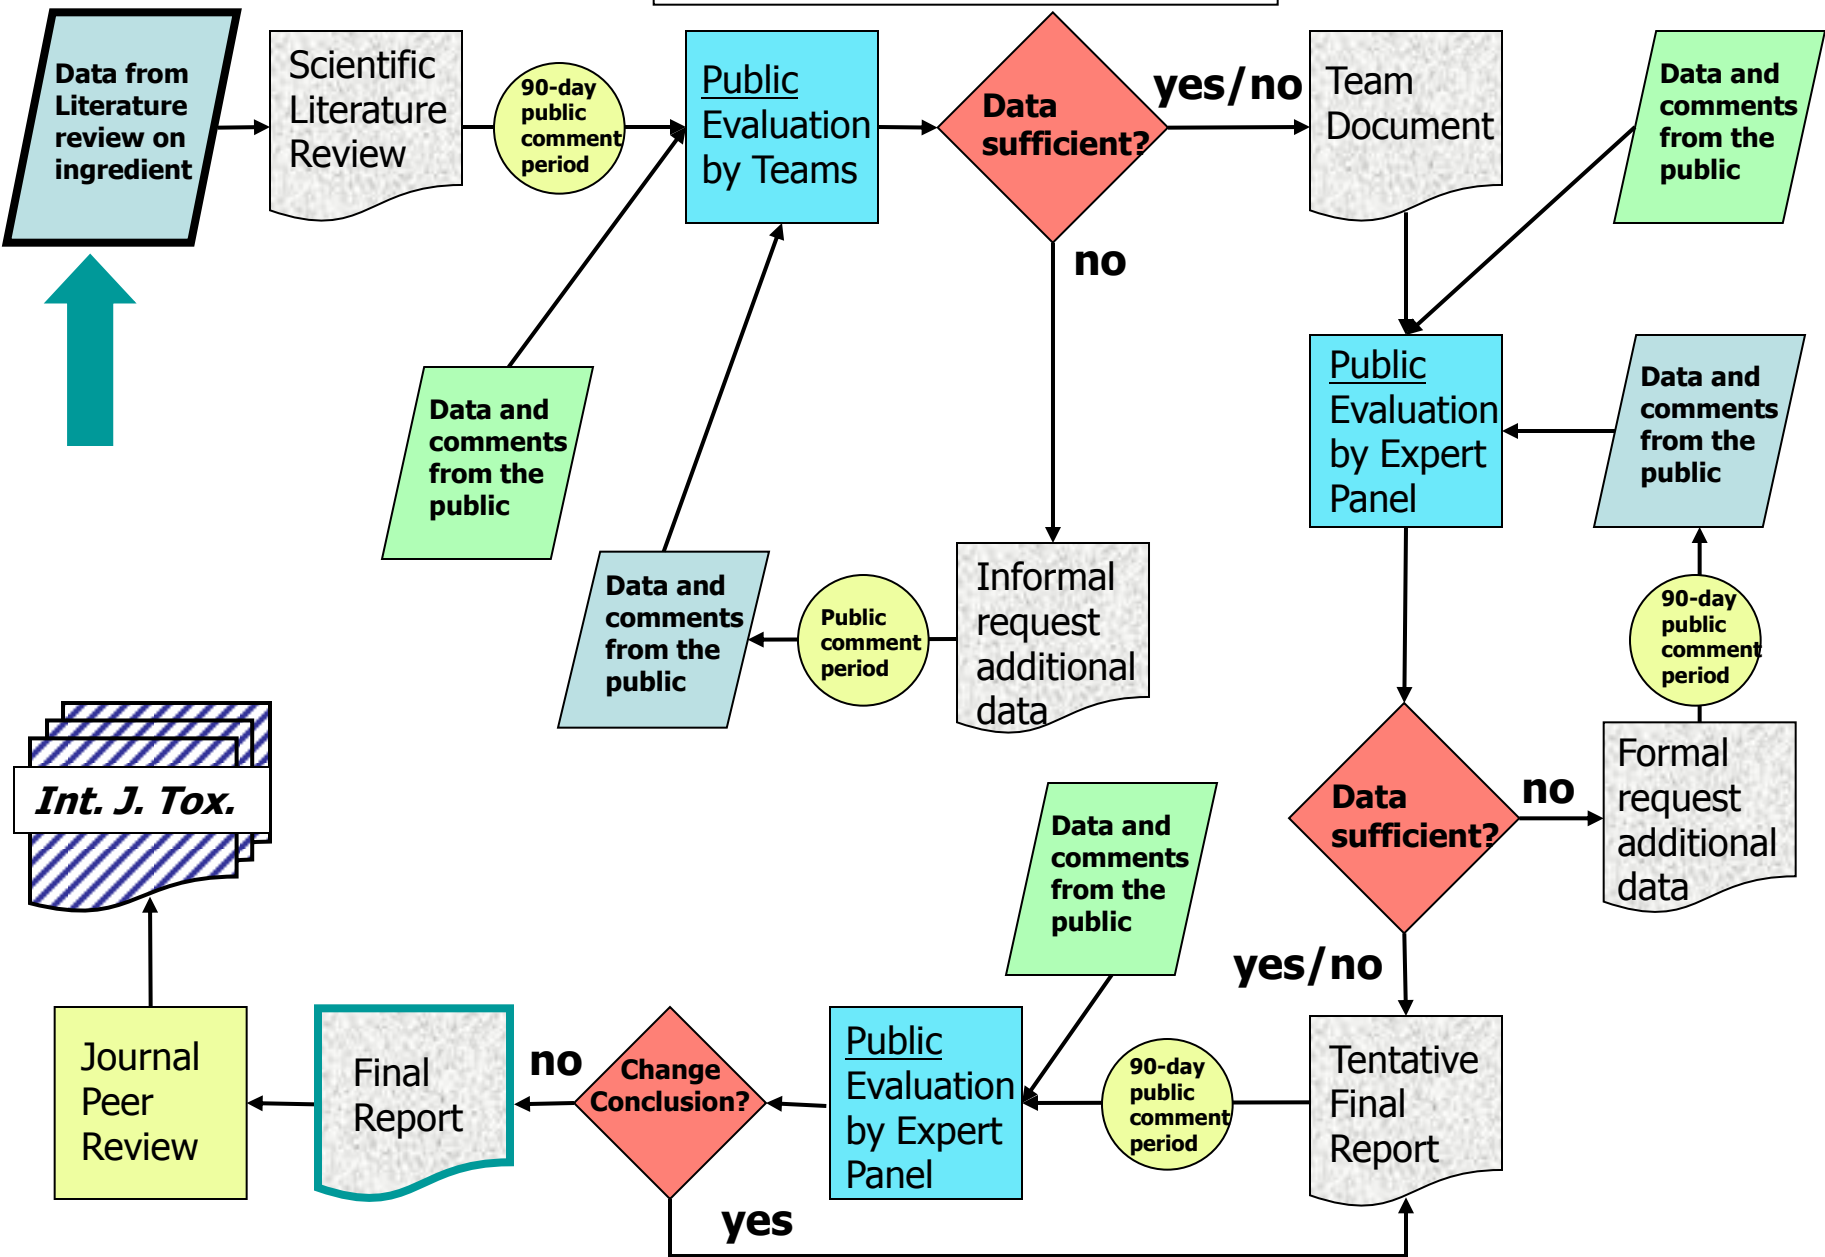 Data from
Literature
review on
ingredient
Scientific
Literature
Review
90-day
public
comment
period
Public
Evaluation
by Teams
Data
sufficient?
yes/no
Team
Document
Data and
comments
from the
public
no
Data and
comments
from the
public
Public
Evaluation
by Expert
Panel
Data and
comments
from the
public
Data and
comments
from the
public
Public
comment
period
Informal
request
additional
data
90-day
public
comment
period
Int. J. Tox.
Data and
comments
from the
public
Data
sufficient?
no
Formal
request
additional
data
yes/no
Journal
Peer
Review
Final
Report
no
Change
Conclusion?
Public
Evaluation
by Expert
Panel
90-day
public
comment
period
Tentative
Final
Report
yes